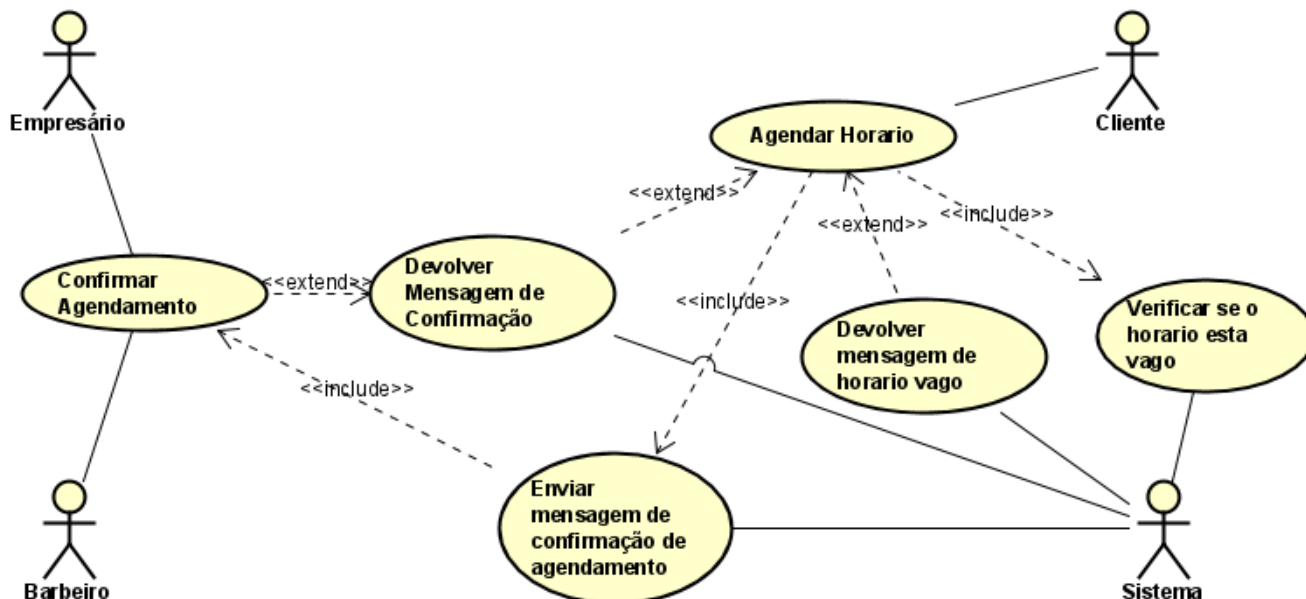 Empresário
Cliente
Agendar Horario
<<extend>>
<<include>>
<<extend>>
Confirmar
Agendamento
<<extend>>
Devolver
Mensagem de
Confirmação
<<include>>
Devolver
mensagem de
horario vago
Verificar se o
horario esta
vago
<<include>>
Enviar
mensagem de
confirmação de
agendamento
Barbeiro
Sistema